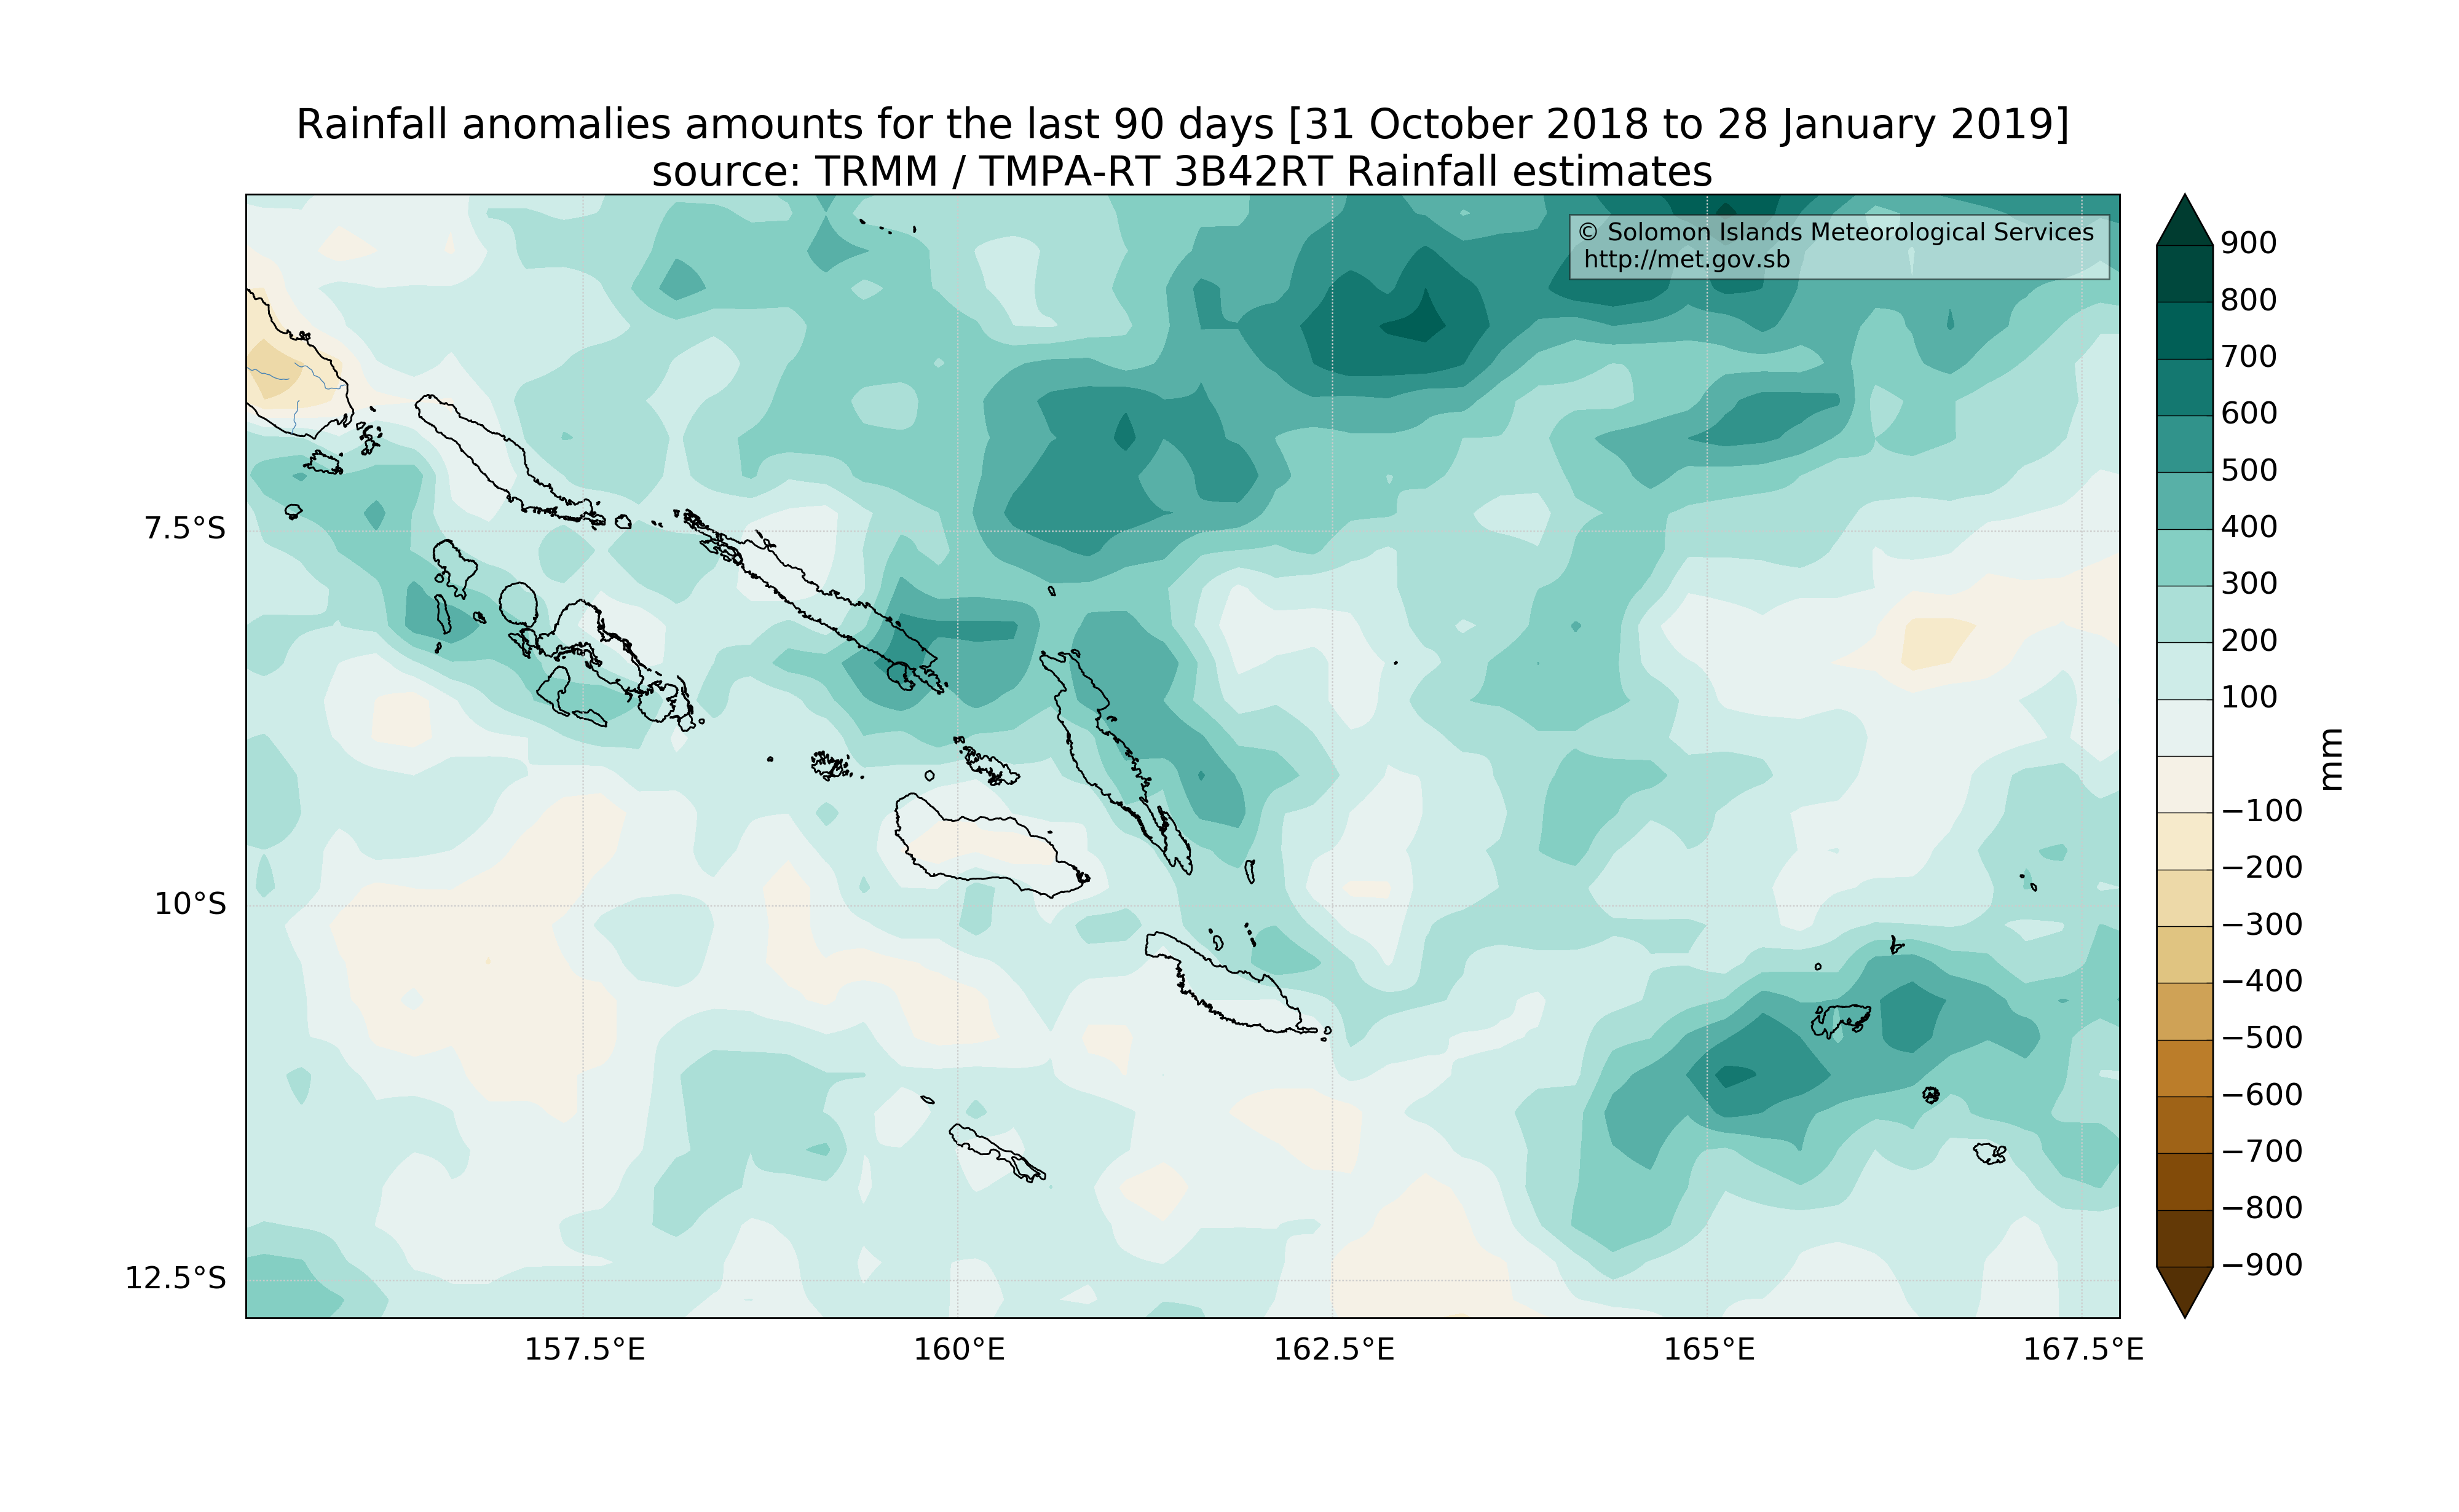 Rainfall anomalies amounts for the last 90 days [31 October 2018 to 28 January 2019]
source: TRMM / TMPA-RT 3B42RT Rainfall estimates
© Solomon Islands Meteorological Services
http://met.gov.sb
7.5°S
10°S
12.5°S
157.5°E
160°E
162.5°E
165°E
167.5°E
900
800
700
600
500
400
300
200
100
−100
−200
−300
−400
−500
−600
−700
−800
−900
mm